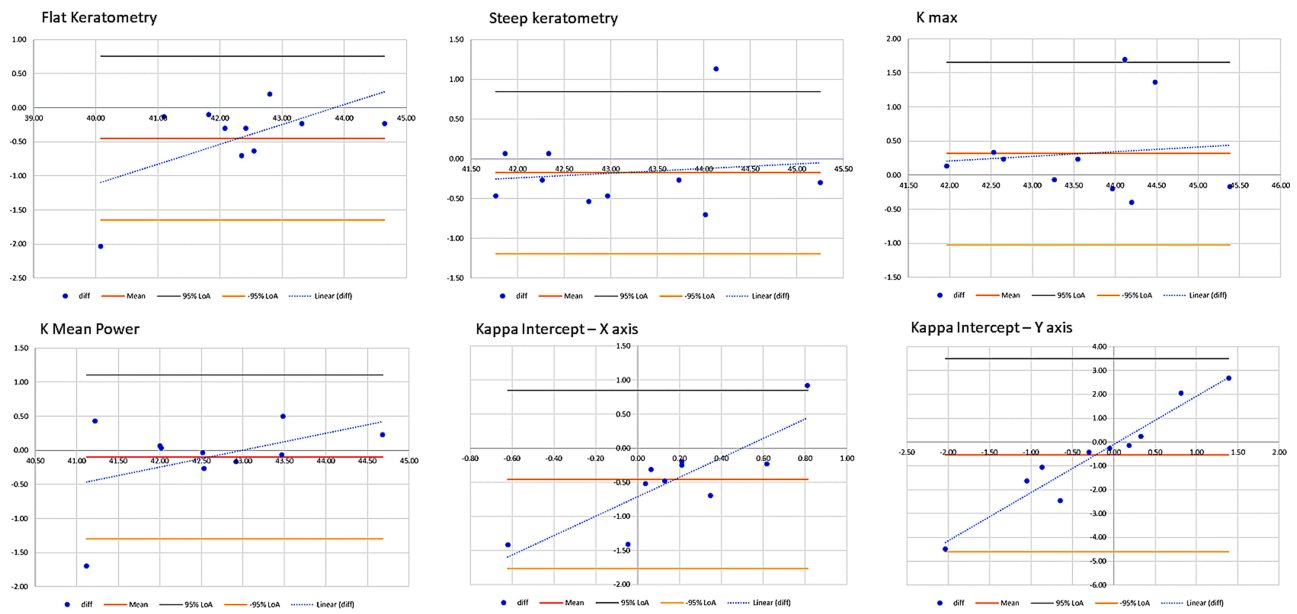 Flat Keratometry
1.00
0.50
0.00
39.00 40.00 41.00 42.00 43.00 44.00 45.00
-0.50
-1.00
-1.50
-2.00
-2.50
diff Mean 95% LoA -95% LoA Linear (diff)
Steep keratometry
1.50
1.00
0.50
0.00
41.50 42.00 42.50 43.00 43.50 44.00 44.50 45.00 45.50
-0.50
-1.00
-1.50
diff Mean 95% LoA -95% LoA Linear (diff)
K max
2.00
1.50
1.00
0.50
0.00
41.50 42.00 42.50 43.00 43.50 44.00 44.50 45.00 45.50 46.00
-0.50
-1.00
-1.50
diff Mean 95% LoA -95% LoA Linear (diff)
K Mean Power
1.50
1.00
0.50
0.00
40.50 41.00 41.50 42.00 42.50 43.00 43.50 44.00 44.50 45.00
-0.50
-1.00
-1.50
-2.00
diff Mean 95% LoA -95% LoA Linear (diff)
Kappa Intercept – X axis
1.50
1.00
0.50
0.00
-0.80 -0.60 -0.40 -0.20 0.00 0.20 0.40 0.60 0.80 1.00
-0.50
-1.00
-1.50
-2.00
diff Mean 95% LoA -95% LoA Linear (diff)
Kappa Intercept – Y axis
4.00
3.00
2.00
1.00
0.00
-2.50 -2.00 -1.50 -1.00 -0.50 0.00 0.50 1.00 1.50 2.00
-1.00
-2.00
-3.00
-4.00
-5.00
-6.00
diff Mean 95% LoA -95% LoA Linear (diff)